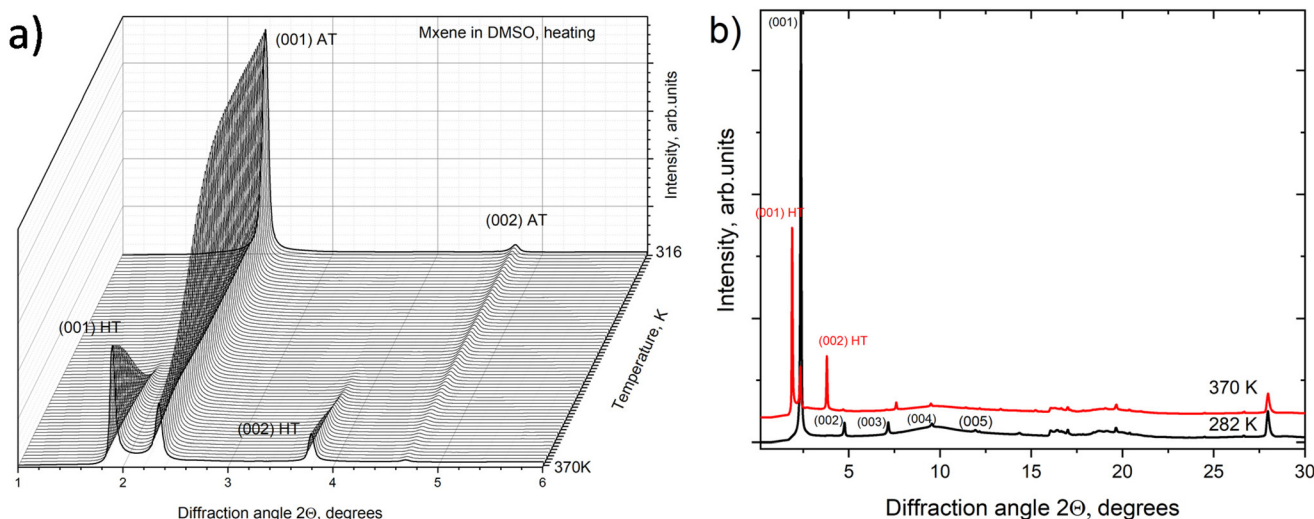 a)
Mxene in DMSO, heating
(001) AT
Intensity, arb.units
(002) AT
316
(001) HT
Temperature, K
(002) HT
370K
1 2 3 4 5 6
Diffraction angle 2Θ, degrees
b)
(001)
(001) HT
(002) HT
Intensity, arb.units
370 K
282 K
(002) (003) (004) (005)
5 10 15 20 25 30
Diffraction angle 2Θ, degrees